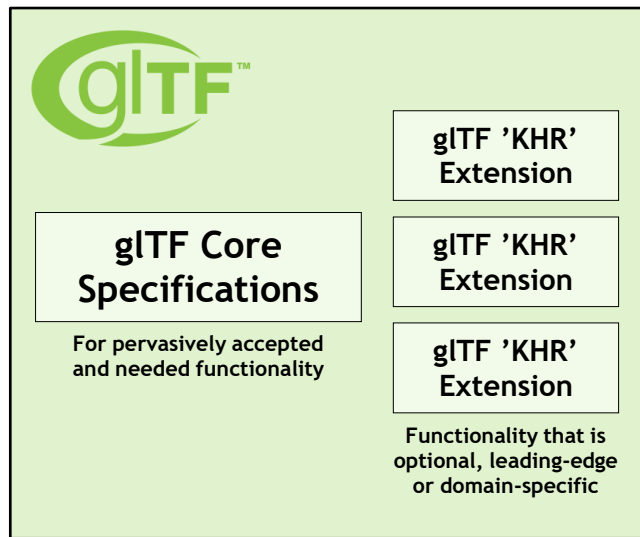 glTF™
glTF Core
Specifications
For pervasively accepted
and needed functionality
glTF ’KHR’
Extension
glTF ’KHR’
Extension
glTF ’KHR’
Extension
Functionality that is
optional, leading-edge
or domain-specific